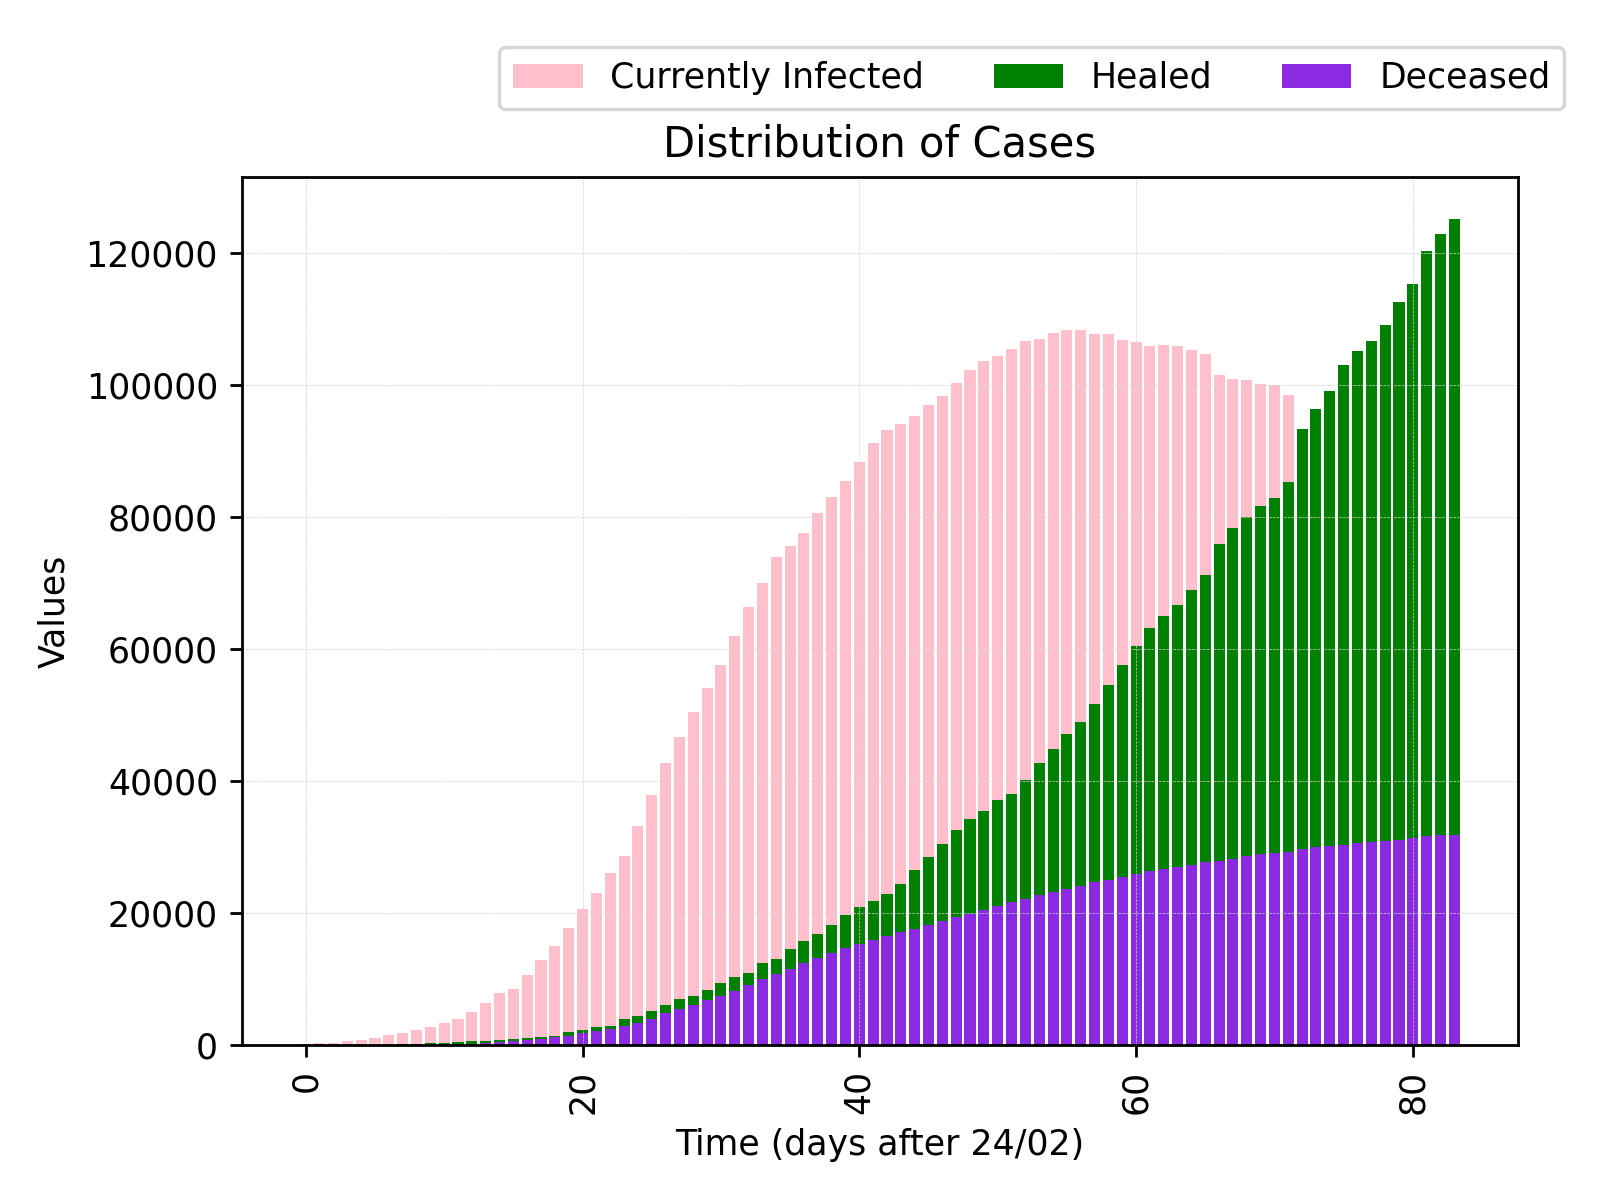 Currently Infected Healed Deceased
Distribution of Cases
Values
120000
100000
80000
60000
40000
20000
0
0 20 40 60 80
Time (days after 24/02)